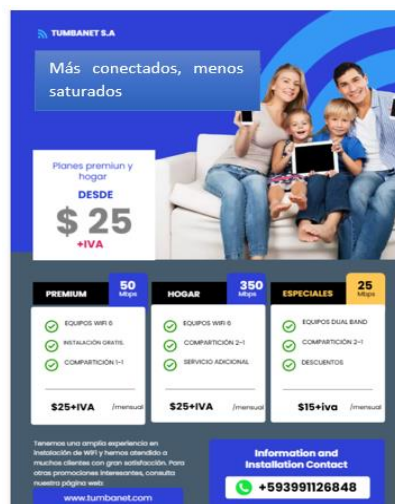 TUMBANET S.A
Más conectados, menos
saturados
Planes premiun y
hogar
DESDE
$ 25
+IVA
PREMIUM
50
Mbps
EQUIPOS WIFI 6
INSTALACIÓN GRATIS.
COMPARTICIÓN 1-1
$25+IVA /mensual
HOGAR
350
Mbps
EQUIPOS WIFI 6
COMPARTICIÓN 2-1
SERVICIO ADICIONAL
$25+IVA /mensual
ESPECIALES
25
Mbps
EQUIPOS DUAL BAND
COMPARTICIÓN 2-1
DESCUENTOS
$15+iva /mensual
Tenemos una amplia experiencia en
instalación de WIFI y hemos atendido a
muchos clientes con gran satisfacción. Para
otras promociones interesantes, consulta
nuestra página web:
www.tumbanet.com
Information and
Installation Contact
+593991126848